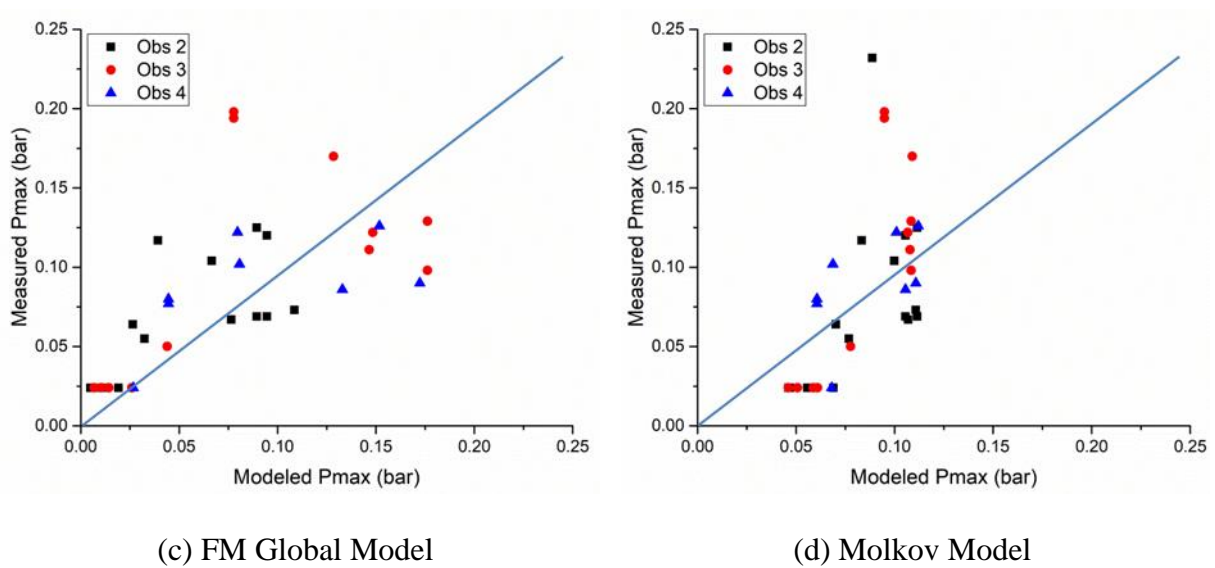 0.25
0.20
0.15
0.10
0.05
0.00
Measured Pmax (bar)
Obs 2
Obs 3
Obs 4
0.00 0.05 0.10 0.15 0.20 0.25
Modeled Pmax (bar)
(c) FM Global Model
0.25
0.20
0.15
0.10
0.05
0.00
Measured Pmax (bar)
Obs 2
Obs 3
Obs 4
0.00 0.05 0.10 0.15 0.20 0.25
Modeled Pmax (bar)
(d) Molkov Model